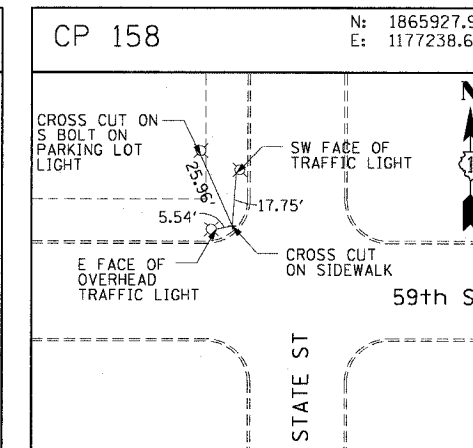 CP 158
N: 1865927.9
E: 1177238.6
N
CROSS CUT ON
S BOLT ON
PARKING LOT
LIGHT
25.96'
SW FACE OF
TRAFFIC LIGHT
17.75'
5.54'
E FACE OF
OVERHEAD
TRAFFIC LIGHT
CROSS CUT
ON SIDEWALK
59th S
STATE ST